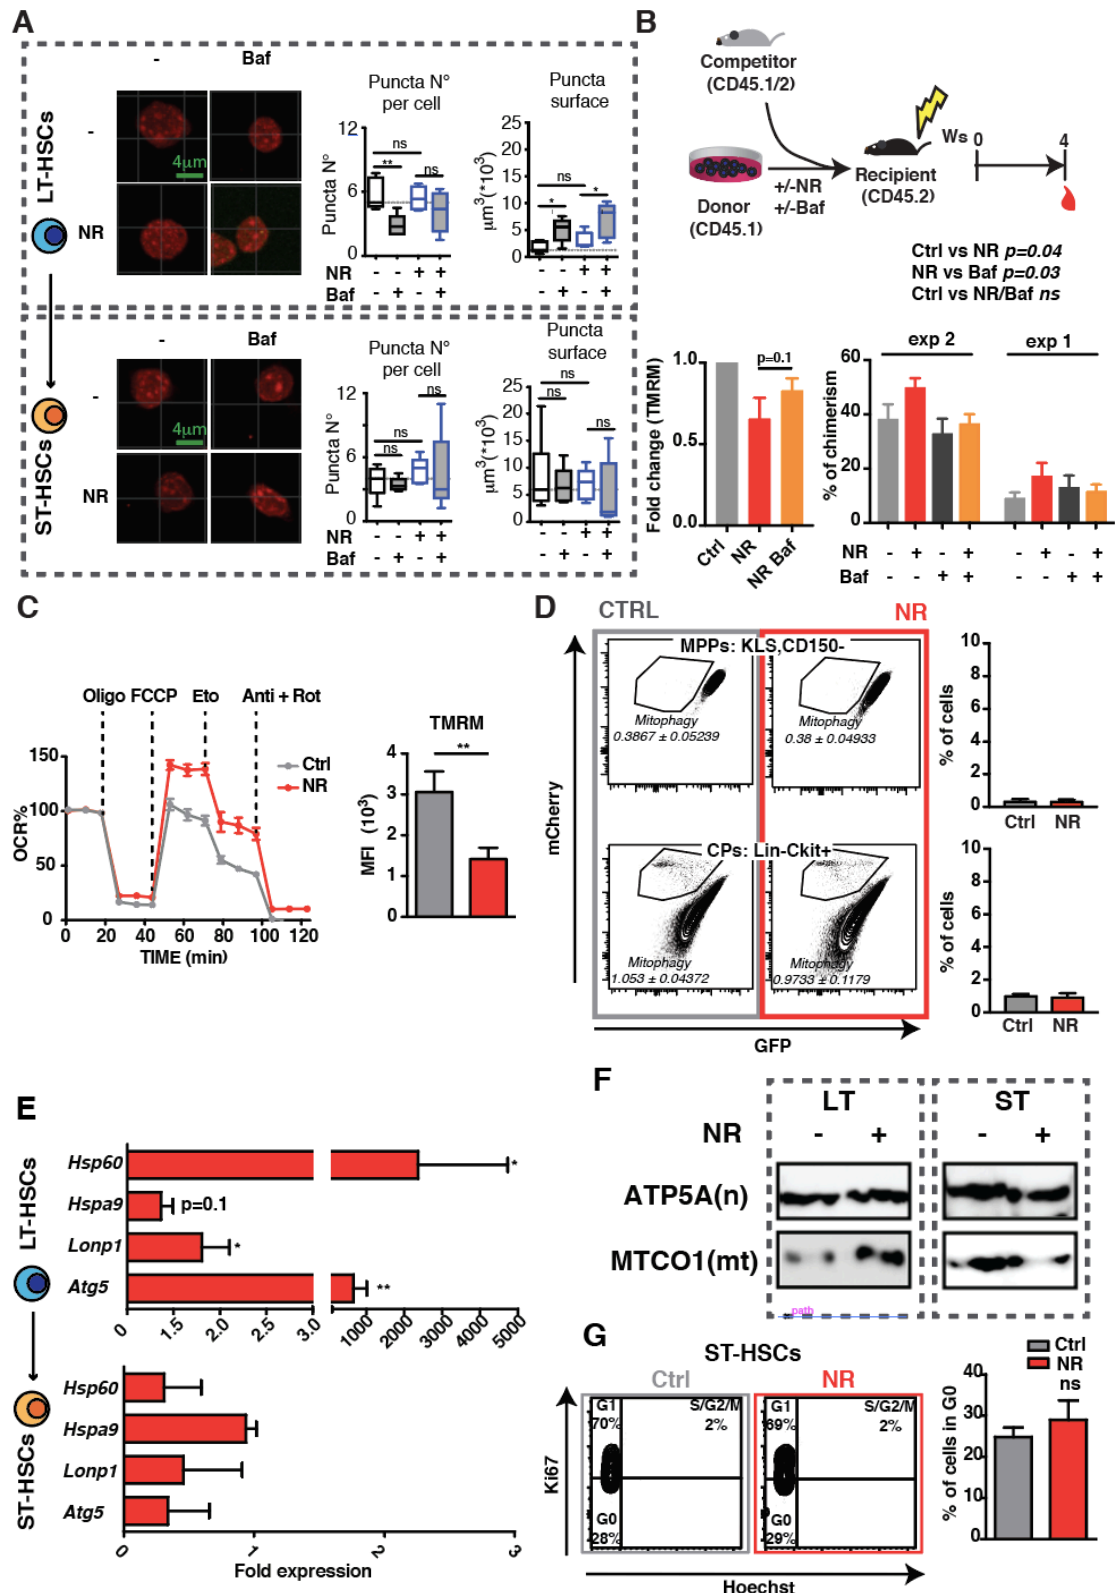 A
LT-HSCs
-
Baf
-
4µm
NR
Puncta N°
per cell
Puncta N°
12
6
0
ns
**
ns
NR - - + +
Baf - + - +
Puncta
surface
µm3(*103)
25
20
15
10
5
0
ns
*
*
NR - - + +
Baf - + - +
ST-HSCs
-
Baf
-
4µm
NR
Puncta N°
per cell
Puncta N°
12
6
0
ns
ns
ns
NR - - + +
Baf - + - +
Puncta
surface
µm3(*103)
25
20
15
10
5
0
ns
ns
ns
- - + +
- + - +
B
Competitor
(CD45.1/2)
Donor
(CD45.1)
+/-NR
+/-Baf
Recipient
(CD45.2)
Ws 0 4
Ctrl vs NR p=0.04
NR vs Baf p=0.03
Ctrl vs NR/Baf ns
Fold change (TMRM)
1.0
0.5
0.0
p=0.1
Ctrl
NR
NR Baf
% of chimerism
60
40
20
0
exp 2
exp 1
NR - + - + - + - +
Baf - - + + - - + +
C
Oligo FCCP Eto Anti + Rot
OCR%
150
100
50
0
Ctrl
NR
0 20 40 60 80 100 120
TIME (min)
TMRM
MFI (103)
4
3
2
1
0
**
D
CTRL
NR
mCherry
MPPs: KLS,CD150-
Mitophagy
0.3867 ± 0.05239
Mitophagy
0.38 ± 0.04933
CPs: Lin-Ckit+
Mitophagy
1.053 ± 0.04372
Mitophagy
0.9733 ± 0.1179
GFP
% of cells
10
8
6
4
2
0
Ctrl NR
% of cells
10
8
6
4
2
0
Ctrl NR
E
LT-HSCs
Hsp60
*
Hspa9
p=0.1
Lonp1
*
Atg5
**
0 1.5 2.0 2.5 3.0 1000 2000 3000 4000 5000
ST-HSCs
Hsp60
Hspa9
Lonp1
Atg5
0 1 2 3
Fold expression
F
LT ST
NR - + - +
ATP5A(n)
MTCO1(mt)
path
G
ST-HSCs
Ctrl
NR
Ki67
G1
70%
S/G2/M
2%
G0
28%
G1
69%
S/G2/M
2%
G0
29%
Hoechst
Ctrl
NR
ns
% of cells in G0
40
30
20
10
0